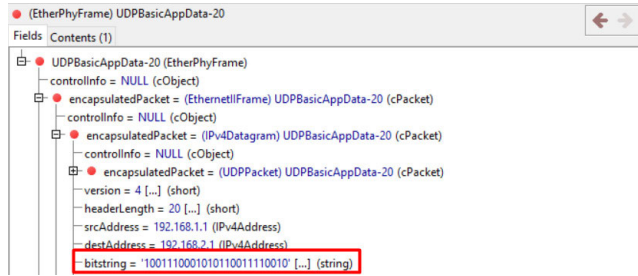 (EtherPhyFrame) UDPBasicAppData-20
Fields Contents (1)
UDPBasicAppData-20 (EtherPhyFrame)
controlInfo = NULL (cObject)
encapsulatedPacket = (EthernetIIFrame) UDPBasicAppData-20 (cPacket)
controlInfo = NULL (cObject)
encapsulatedPacket = (IPv4Datagram) UDPBasicAppData-20 (cPacket)
controlInfo = NULL (cObject)
encapsulatedPacket = (UDPPacket) UDPBasicAppData-20 (cPacket)
version = 4 [...] (short)
headerLength = 20 [...] (short)
srcAddress = 192.168.1.1 (IPv4Address)
destAddress = 192.168.2.1 (IPv4Address)
bitstring = '1001110001010110011110010' [...] (string)